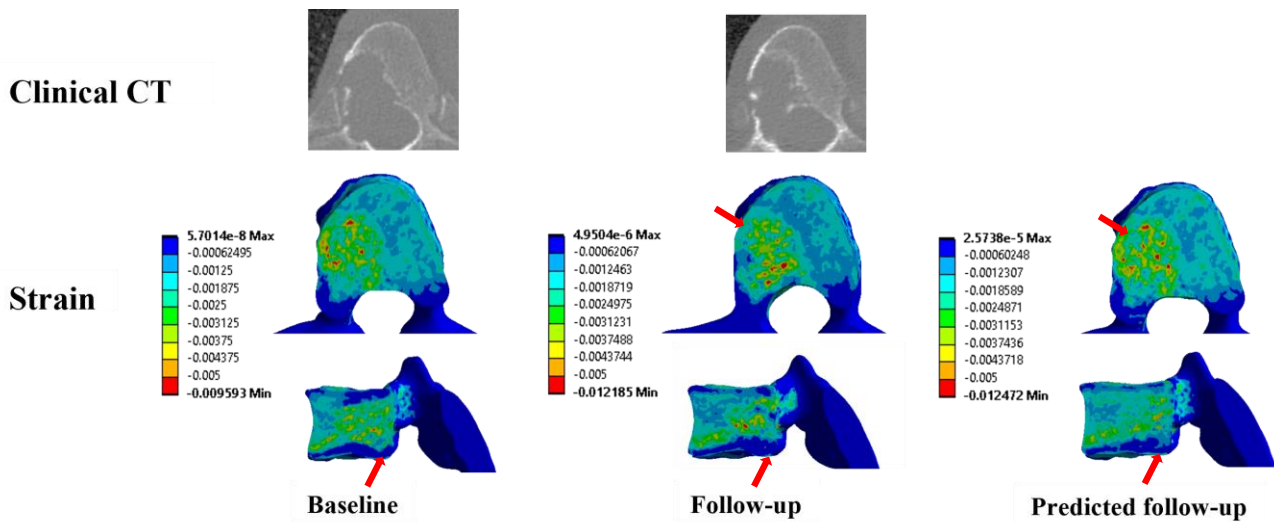 Clinical CT
Strain
5.7014e-8 Max
-0.00062495
-0.00125
-0.001875
-0.0025
-0.003125
-0.00375
-0.004375
-0.005
-0.009593 Min
4.9504e-6 Max
-0.00062067
-0.0012463
-0.0018719
-0.0024975
-0.0031231
-0.0037488
-0.0043744
-0.005
-0.012185 Min
2.5738e-5 Max
-0.00060248
-0.0012307
-0.0018589
-0.0024871
-0.0031153
-0.0037436
-0.0043718
-0.005
-0.012472 Min
Baseline
Follow-up
Predicted follow-up